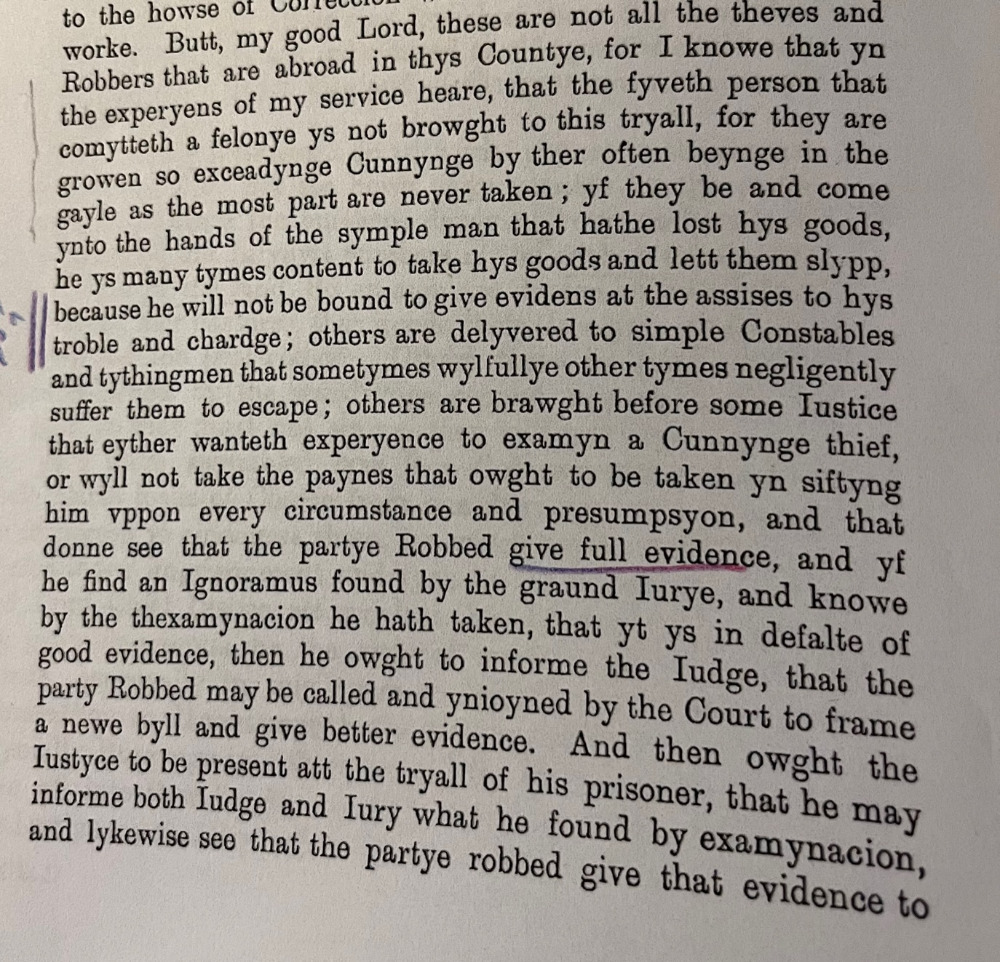 to the howse of Correction
worke. Butt, my good Lord, these are not all the theves and
Robbers that are abroad in thys Countye, for I knowe that yn
the experyens of my service heare, that the fyveth person that
comytteth a felonye ys not browght to this tryall, for they are
growen so exceadynge Cunnynge by ther often beynge in the
gayle as the most part are never taken; yf they be and come
ynto the hands of the symple man that hathe lost hys goods,
he ys many tymes content to take hys goods and lett them slypp,
because he will not be bound to give evidens at the assises to hys
troble and chardge; others are delyvered to simple Constables
and tythingmen that sometymes wylfullye other tymes negligently
suffer them to escape; others are brawght before some Iustice
that eyther wanteth experyence to examyn a Cunnynge thief,
or wyll not take the paynes that owght to be taken yn siftyng
him vppon every circumstance and presumpsyon, and that
donne see that the partye Robbed give full evidence, and yf
he find an Ignoramus found by the graund Iurye, and knowe
by the thexamynacion he hath taken, that yt ys in defalte of
good evidence, then he owght to informe the Iudge, that the
party Robbed may be called and ynioyned by the Court to frame
a newe byll and give better evidence. And then owght the
Iustyce to be present att the tryall of his prisoner, that he may
informe both Iudge and Iury what he found by examynacion,
and lykewise see that the partye robbed give that evidence to